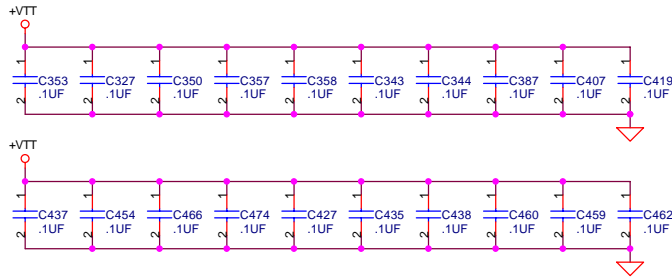 +VTT
1 1 1 1 1 1 1 1 1 1
C353 C327 C350 C357 C358 C343 C344 C387 C407 C419
.1UF .1UF .1UF .1UF .1UF .1UF .1UF .1UF .1UF .1UF
2 2 2 2 2 2 2 2 2 2
+VTT
1 1 1 1 1 1 1 1 1 1
C437 C454 C466 C474 C427 C435 C438 C460 C459 C462
.1UF .1UF .1UF .1UF .1UF .1UF .1UF .1UF .1UF .1UF
2 2 2 2 2 2 2 2 2 2